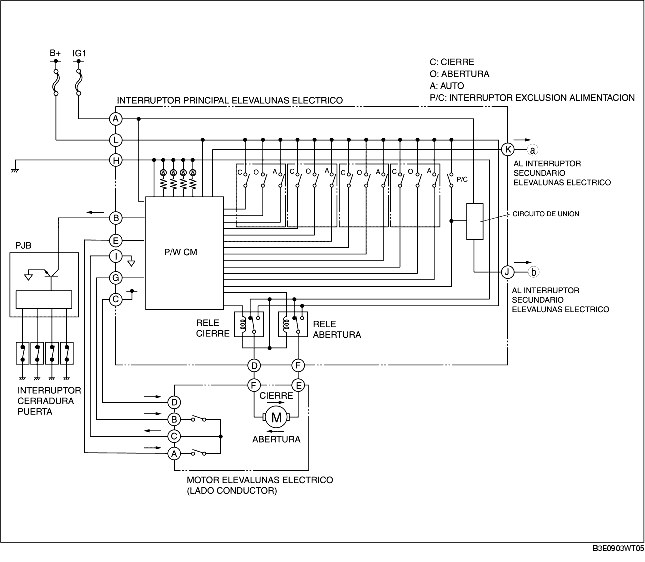 B+ IG1
C: CIERRE
O: ABERTURA
A: AUTO
P/C: INTERRUPTOR EXCLUSION ALIMENTACION
INTERRUPTOR PRINCIPAL ELEVALUNAS ELECTRICO
A
L
K a
H
AL INTERRUPTOR
SECUNDARIO
ELEVALUNAS ELECTRICO
C O A C O A C O A C O A P/C
B
CIRCUITO DE UNION
E
PJB
P/W CM
I
J b
G
C
AL INTERRUPTOR
SECUNDARIO
ELEVALUNAS ELECTRICO
RELE
CIERRE
RELE
ABERTURA
D F
F E
INTERRUPTOR
CERRADURA
PUERTA
CIERRE
D
B
M
C
ABERTURA
A
MOTOR ELEVALUNAS ELECTRICO
(LADO CONDUCTOR)
B3E0903WT05